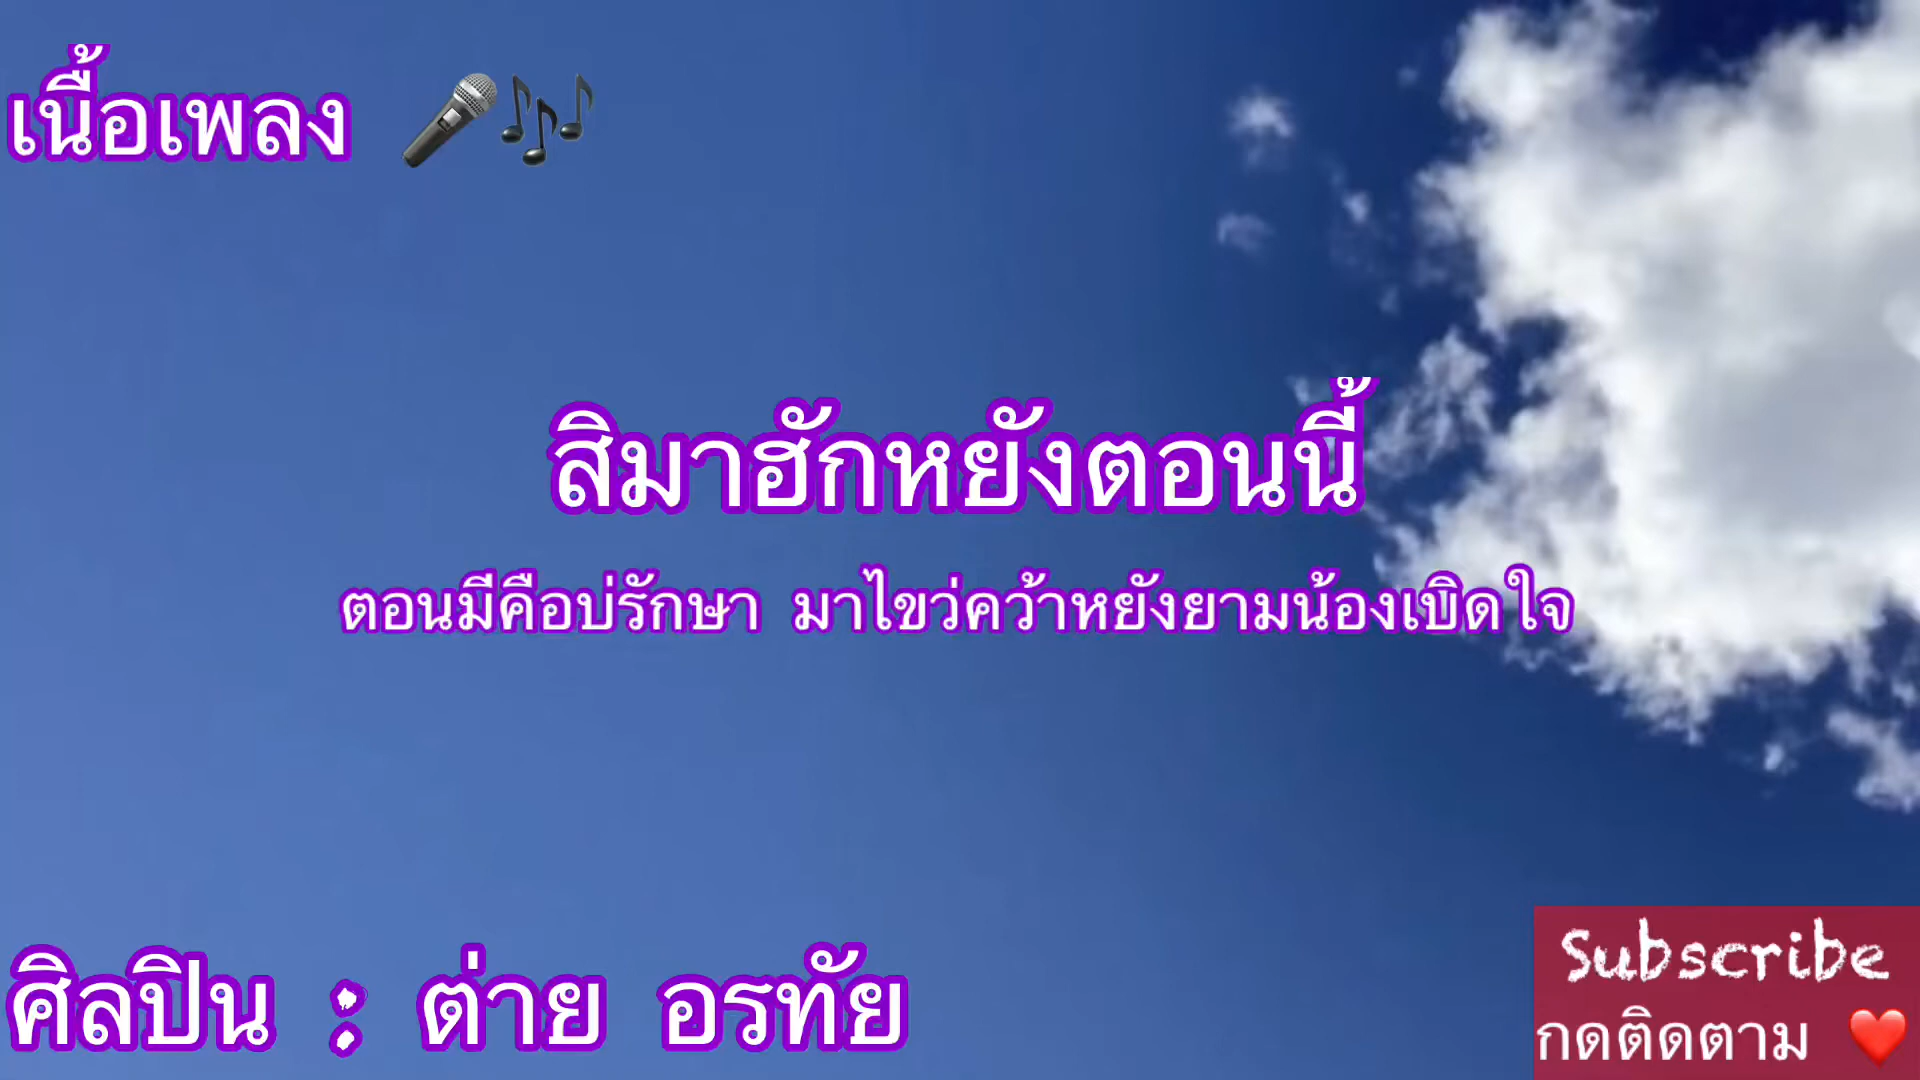 เนื้อเพลง 🎤🎶
สิมาฮักหยังตอนนี้
ตอนมีคือบ่รักษา มาไขว่คว้าหยังยามน้องเบิดใจ
ศิลปิน : ต่าย อรทัย
Subscribe
กดติดตาม ❤️